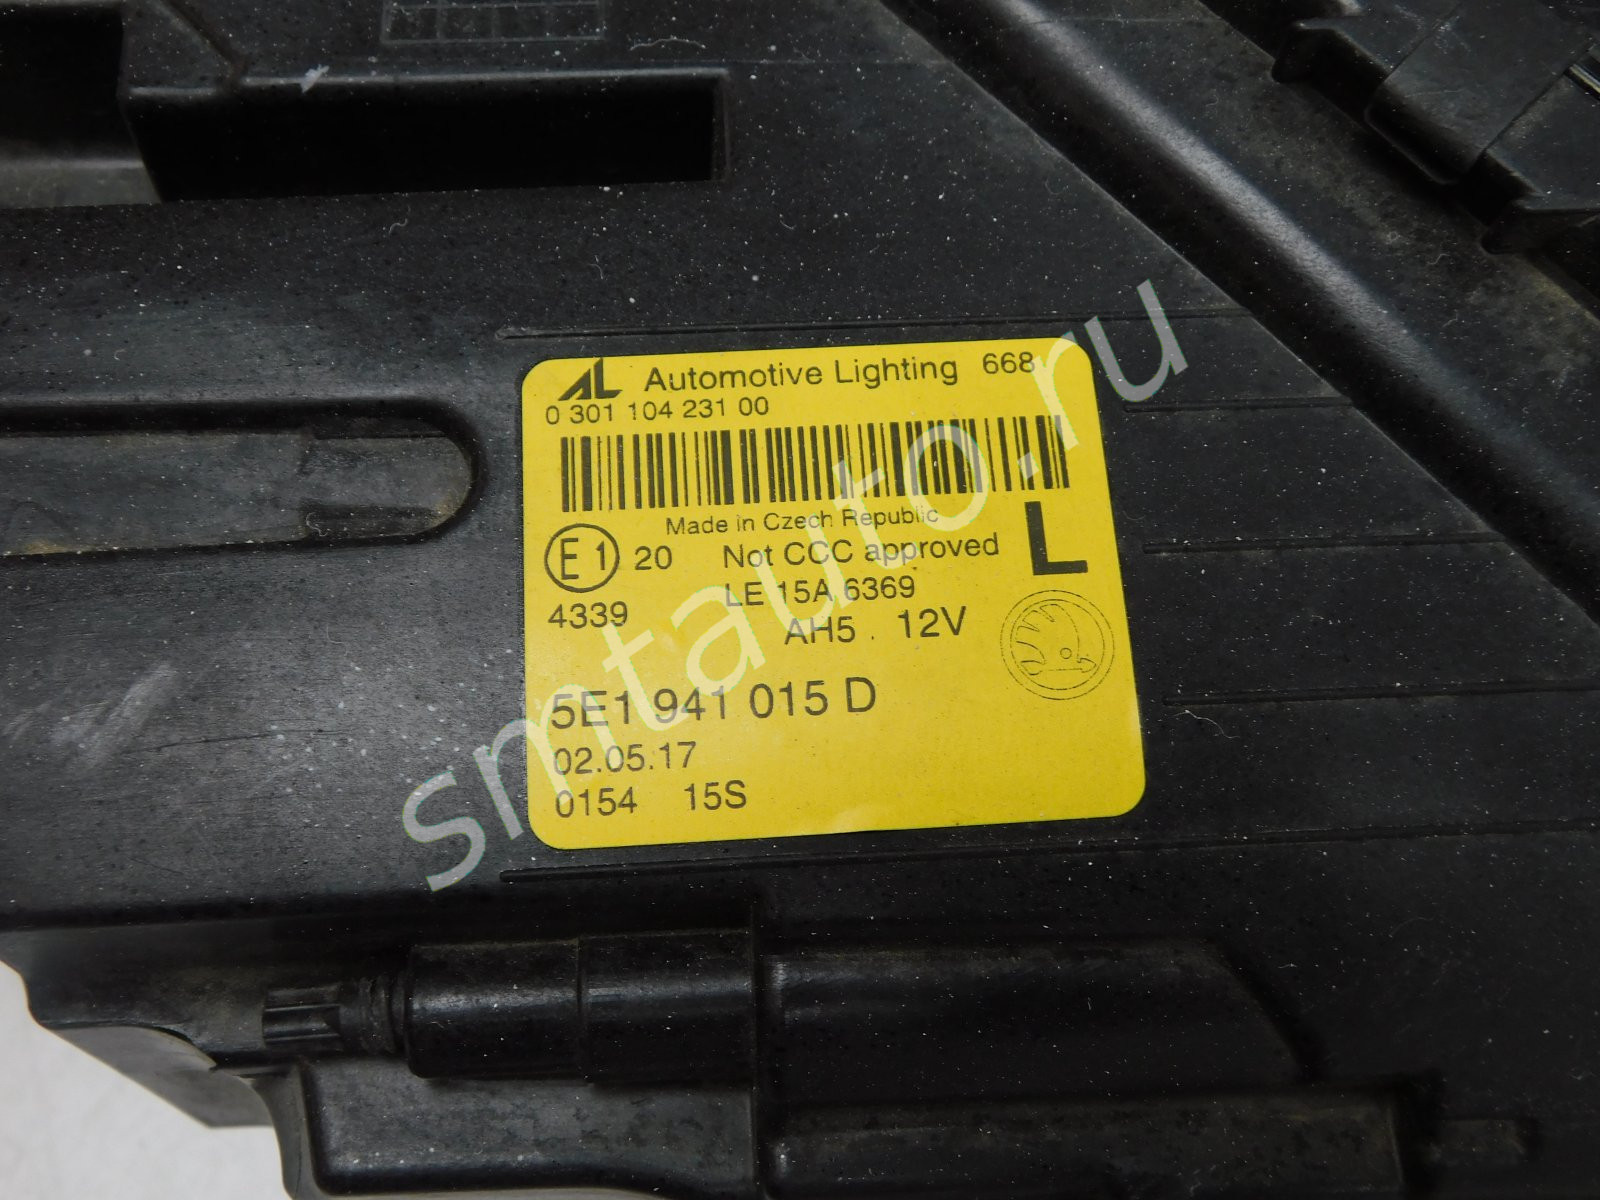 AL Automotive Lighting 668
0 301 104 231 00
Made in Czech Republic
E1 20 Not CCC approved L
LE 15A 6369
4339
AH5 . 12V
5E1 941 015 D
02.05.17
0154 15S
smtauto.ru